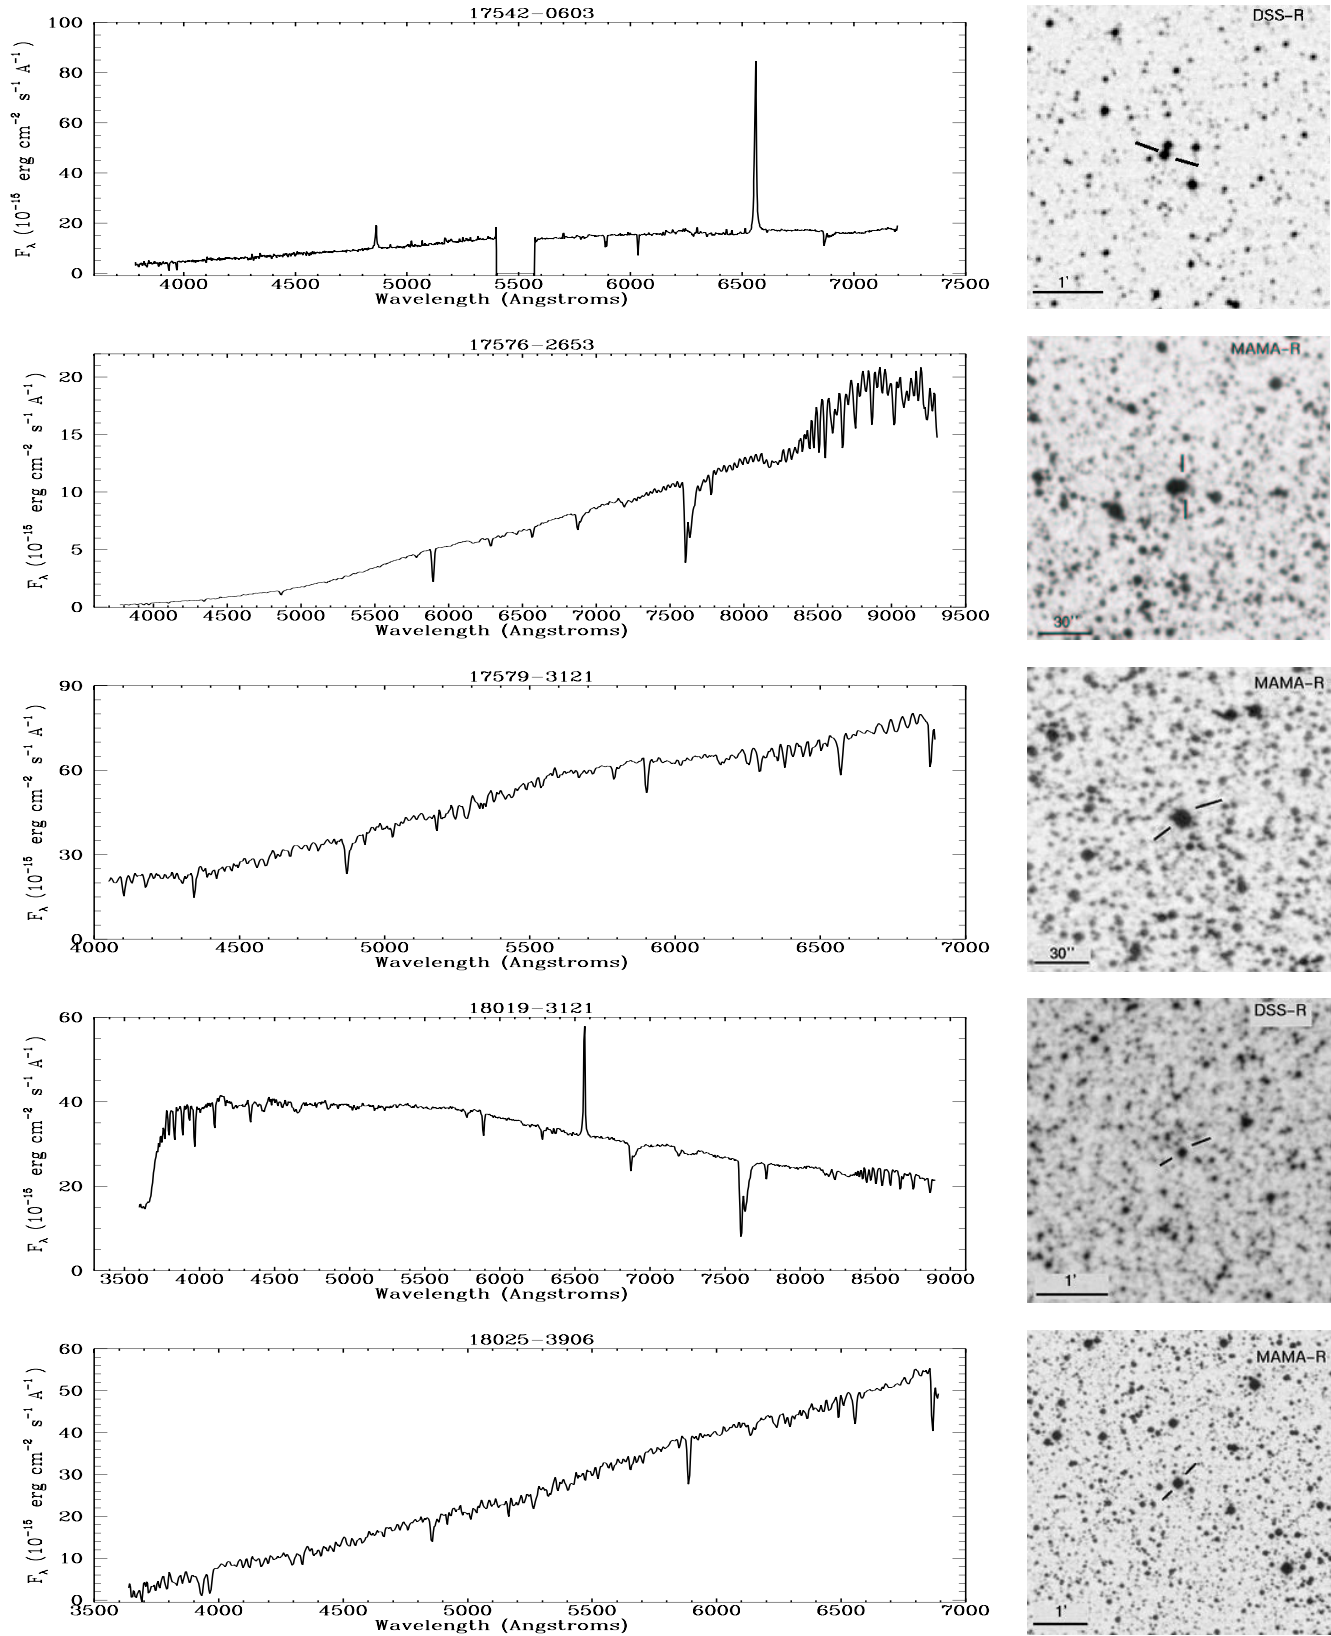 17542−0603
F_λ (10^−15 erg cm^−2 s^−1 A^−1)
100
80
60
40
20
0
4000 4500 5000 5500 6000 6500 7000 7500
Wavelength (Angstroms)
DSS−R
1'
17576−2653
F_λ (10^−15 erg cm^−2 s^−1 A^−1)
20
15
10
5
0
4000 4500 5000 5500 6000 6500 7000 7500 8000 8500 9000 9500
Wavelength (Angstroms)
MAMA−R
30''
17579−3121
F_λ (10^−15 erg cm^−2 s^−1 A^−1)
90
60
30
0
4000 4500 5000 5500 6000 6500 7000
Wavelength (Angstroms)
MAMA−R
30''
18019−3121
F_λ (10^−15 erg cm^−2 s^−1 A^−1)
60
40
20
0
3500 4000 4500 5000 5500 6000 6500 7000 7500 8000 8500 9000
Wavelength (Angstroms)
DSS−R
1'
18025−3906
F_λ (10^−15 erg cm^−2 s^−1 A^−1)
60
50
40
30
20
10
0
3500 4000 4500 5000 5500 6000 6500 7000
Wavelength (Angstroms)
MAMA−R
1'